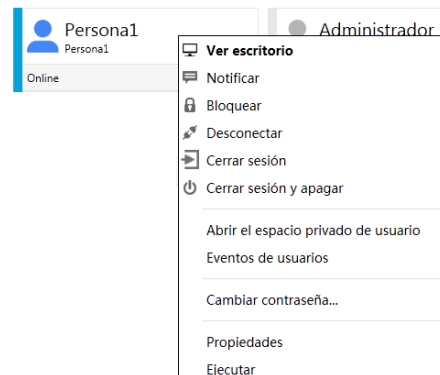 Persona1
Persona1
Online
Administrador
Ver escritorio
Notificar
Bloquear
Desconectar
Cerrar sesión
Cerrar sesión y apagar
Abrir el espacio privado de usuario
Eventos de usuarios
Cambiar contraseña...
Propiedades
Ejecutar